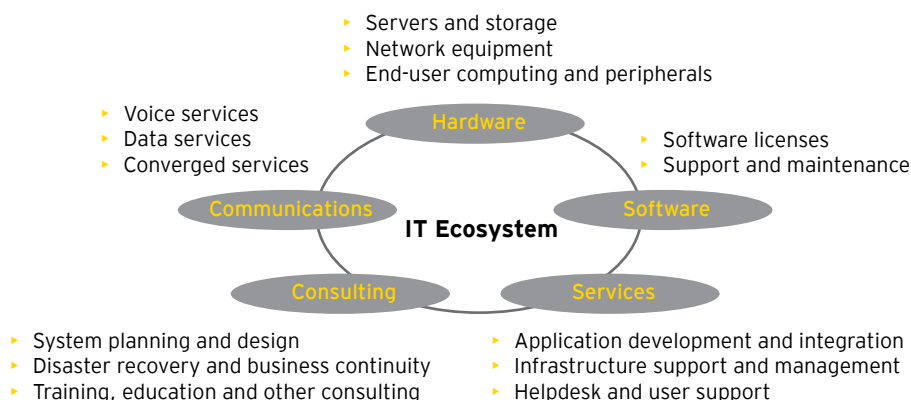 Servers and storage
Network equipment
End-user computing and peripherals
Hardware
Voice services
Data services
Converged services
Communications
Software licenses
Support and maintenance
Software
IT Ecosystem
Consulting
System planning and design
Disaster recovery and business continuity
Training, education and other consulting
Services
Application development and integration
Infrastructure support and management
Helpdesk and user support